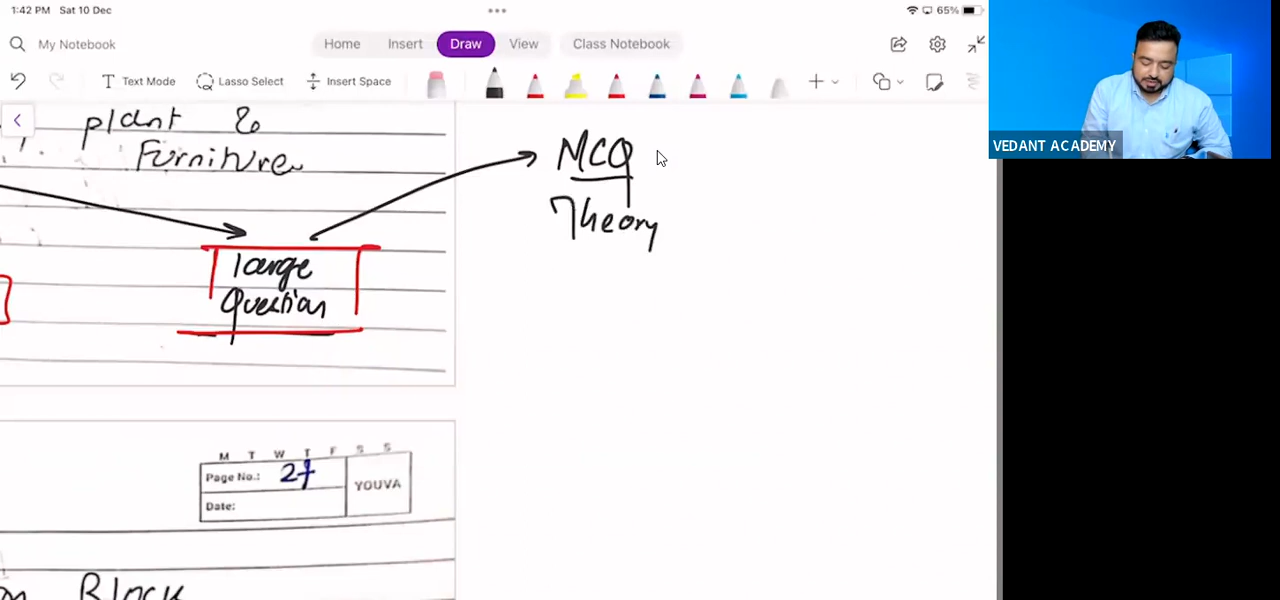 1:42 PM Sat 10 Dec
65%
My Notebook
Home Insert Draw View Class Notebook
Text Mode Lasso Select Insert Space
VEDANT ACADEMY
plant &
Furniture
MCQ
Theory
large
Question
M T W T F S S
Page No.: 27
YOUVA
Date:
Block